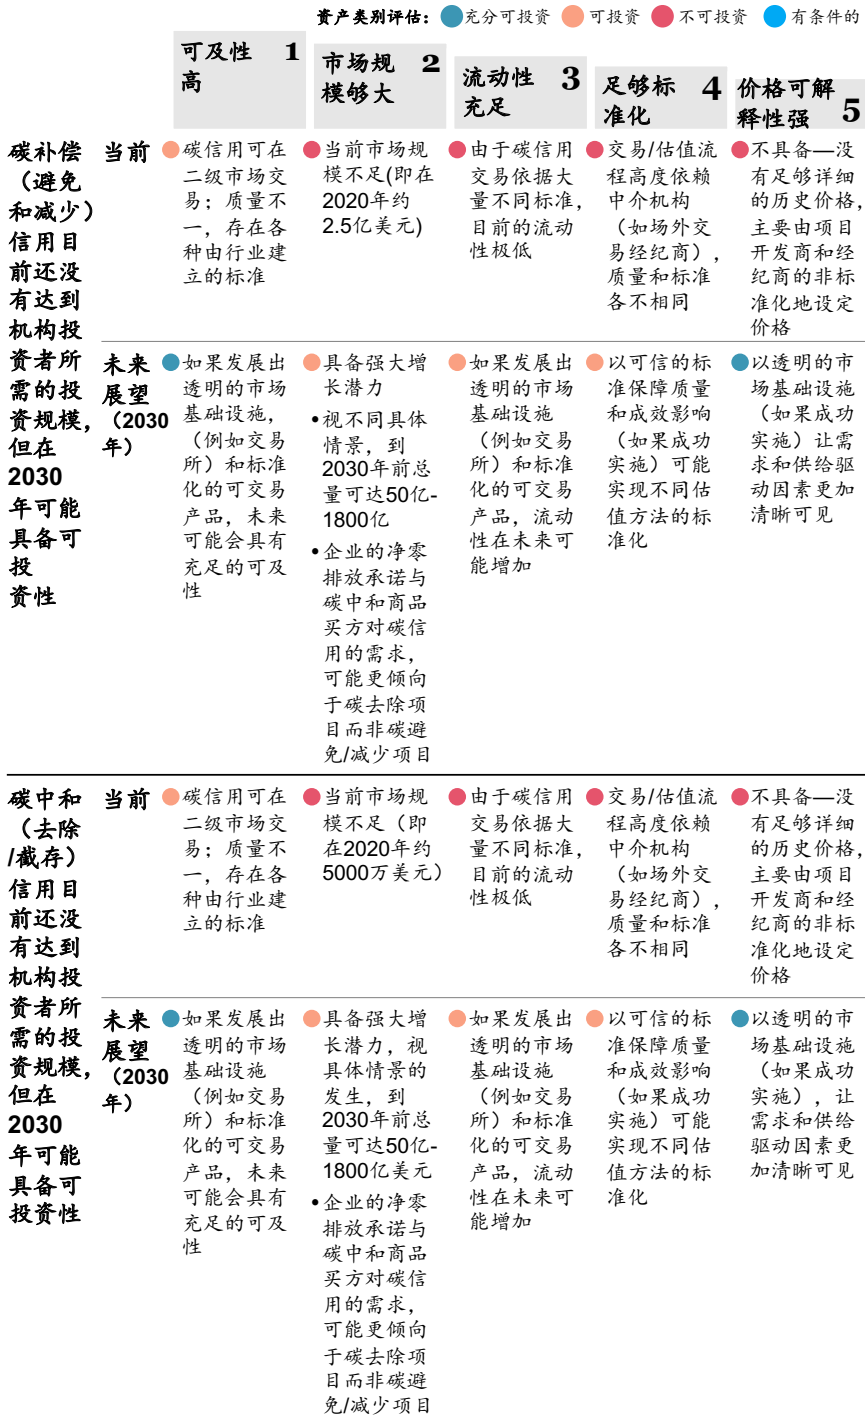 资产类别评估：
充分可投资
可投资
不可投资
有条件的
可及性高
1
市场规模够大
2
流动性充足
3
足够标准化
4
价格可解释性强
5
碳补偿
（避免
和减少）
信用目
前还没
有达到
机构投
资者所
需的投
资规模，
但在
2030
年可能
具备可
投
资性
当前
碳信用可在
二级市场交
易；质量不
一，存在各
种由行业建
立的标准
当前市场规
模不足(即在
2020年约
2.5亿美元)
由于碳信用
交易依据大
量不同标准，
目前的流动
性极低
交易/估值流
程高度依赖
中介机构
（如场外交
易经纪商），
质量和标准
各不相同
不具备—没
有足够详细
的历史价格，
主要由项目
开发商和经
纪商的非标
准化地设定
价格
未来
展望
（2030
年）
如果发展出
透明的市场
基础设施，
（例如交易
所）和标准
化的可交易
产品，未来
可能会具有
充足的可及
性
具备强大增
长潜力
•视不同具体
情景，到
2030年前总
量可达50亿-
1800亿
•企业的净零
排放承诺与
碳中和商品
买方对碳信
用的需求，
可能更倾向
于碳去除项
目而非碳避
免/减少项目
如果发展出
透明的市场
基础设施
（例如交易
所）和标准
化的可交易
产品，流动
性在未来可
能增加
以可信的标
准保障质量
和成效影响
（如果成功
实施）可能
实现不同估
值方法的标
准化
以透明的市
场基础设施
（如果成功
实施）让需
求和供给驱
动因素更加
清晰可见
碳中和
（去除
/截存）
信用目
前还没
有达到
机构投
资者所
需的投
资规模，
但在
2030
年可能
具备可
投资性
当前
碳信用可在
二级市场交
易；质量不
一，存在各
种由行业建
立的标准
当前市场规
模不足（即
在2020年约
5000万美元）
由于碳信用
交易依据大
量不同标准，
目前的流动
性极低
交易/估值流
程高度依赖
中介机构
（如场外交
易经纪商），
质量和标准
各不相同
不具备—没
有足够详细
的历史价格，
主要由项目
开发商和经
纪商的非标
准化地设定
价格
未来
展望
（2030
年）
如果发展出
透明的市场
基础设施
（例如交易
所）和标准
化的可交易
产品，未来
可能会具有
充足的可及
性
具备强大增
长潜力，视
具体情景的
发生，到
2030年前总
量可达50亿-
1800亿美元
•企业的净零
排放承诺与
碳中和商品
买方对碳信
用的需求，
可能更倾向
于碳去除项
目而非碳避
免/减少项目
如果发展出
透明的市场
基础设施
（例如交易
所）和标准
化的可交易
产品，流动
性在未来可
能增加
以可信的标
准保障质量
和成效影响
（如果成功
实施）可能
实现不同估
值方法的标
准化
以透明的市
场基础设施
（如果成功
实施），让
需求和供给
驱动因素更
加清晰可见